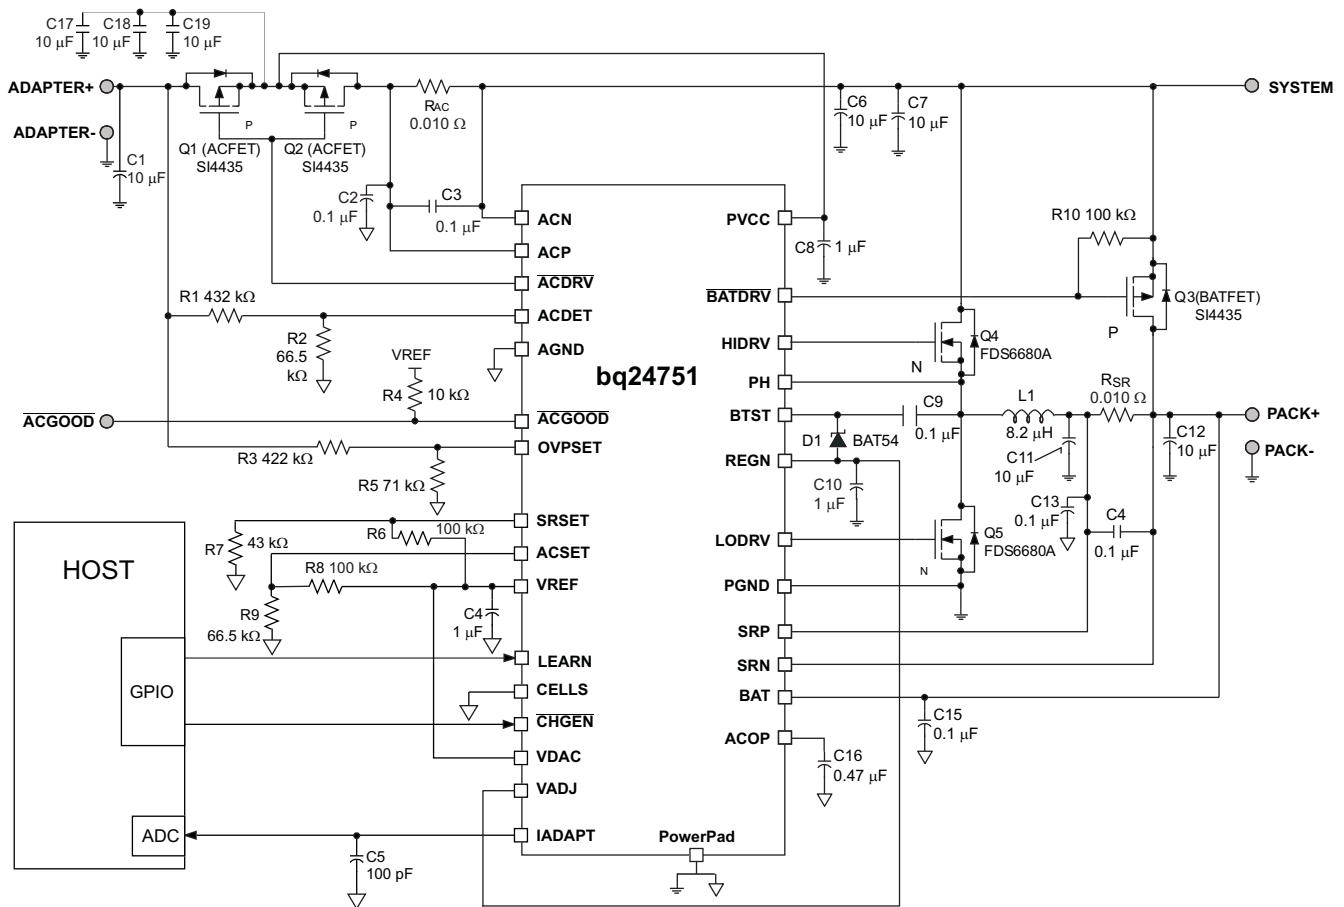 C17
10 µF
C18
10 µF
C19
10 µF
ADAPTER+
ADAPTER-
C1
10 µF
P
Q1 (ACFET)
SI4435
P
Q2 (ACFET)
SI4435
RAC
0.010 Ω
C6
10 µF
C7
10 µF
SYSTEM
C2
0.1 µF
C3
0.1 µF
R1 432 kΩ
R2
66.5
kΩ
VREF
R4
10 kΩ
ACGOOD
R3 422 kΩ
R5 71 kΩ
R6
100 kΩ
R7
43 kΩ
R8 100 kΩ
R9
66.5 kΩ
C4
1 µF
HOST
GPIO
ADC
C5
100 pF
ACN
ACP
ACDRV
ACDET
AGND
ACGOOD
OVPSET
SRSET
ACSET
VREF
LEARN
CELLS
CHGEN
VDAC
VADJ
IADAPT
bq24751
PowerPad
PVCC
BATDRV
HIDRV
PH
BTST
REGN
LODRV
PGND
SRP
SRN
BAT
ACOP
C8
1 µF
R10 100 kΩ
Q3(BATFET)
SI4435
P
Q4
FDS6680A
N
C9
0.1 µF
D1
BAT54
C10
1 µF
L1
8.2 µH
RSR
0.010 Ω
C11
10 µF
C12
10 µF
PACK+
PACK-
C13
0.1 µF
C4
0.1 µF
Q5
FDS6680A
N
C15
0.1 µF
C16
0.47 µF